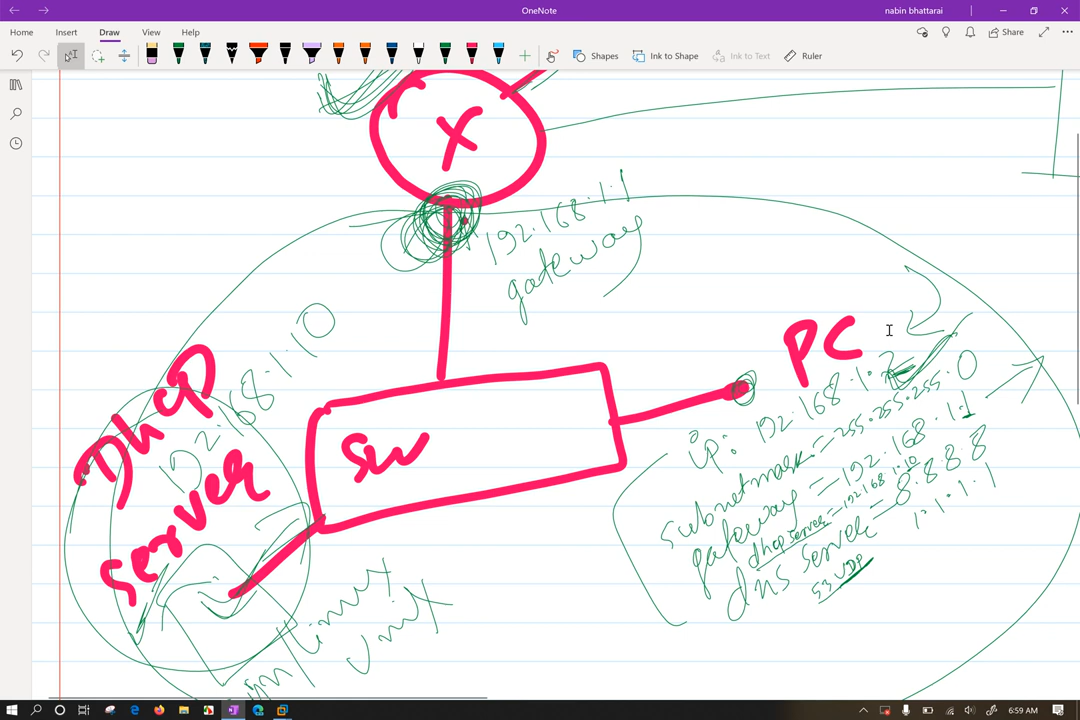 OneNote
nabin bhattarai
Home
Insert
Draw
View
Help
Share
Shapes
Ink to Shape
Ink to Text
Ruler
X
192.168.1.1
gateway
PC
DhcP
server
192.168.1.10
sw
ip: 192.168.1.2
subnetmask = 255.255.255.0
gateway = 192.168.1.1
dhcp server = 192.168.1.10
dns server = 8.8.8.8
1.1.1.1
53 UDP
unix
6:59 AM